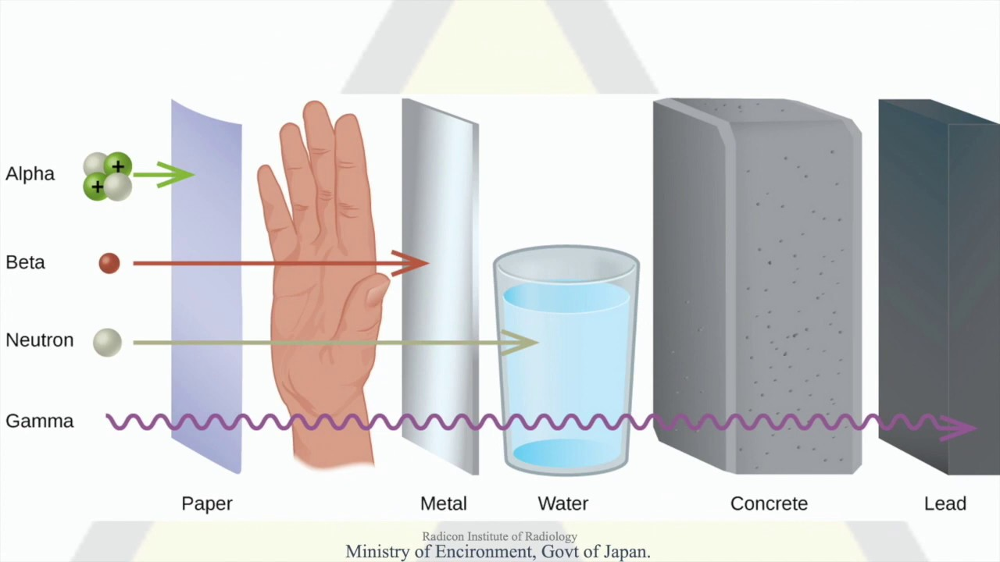 Alpha
Beta
Neutron
Gamma
+
+
Paper
Metal
Water
Concrete
Lead
Radicon Institute of Radiology
Ministry of Encironment, Govt of Japan.